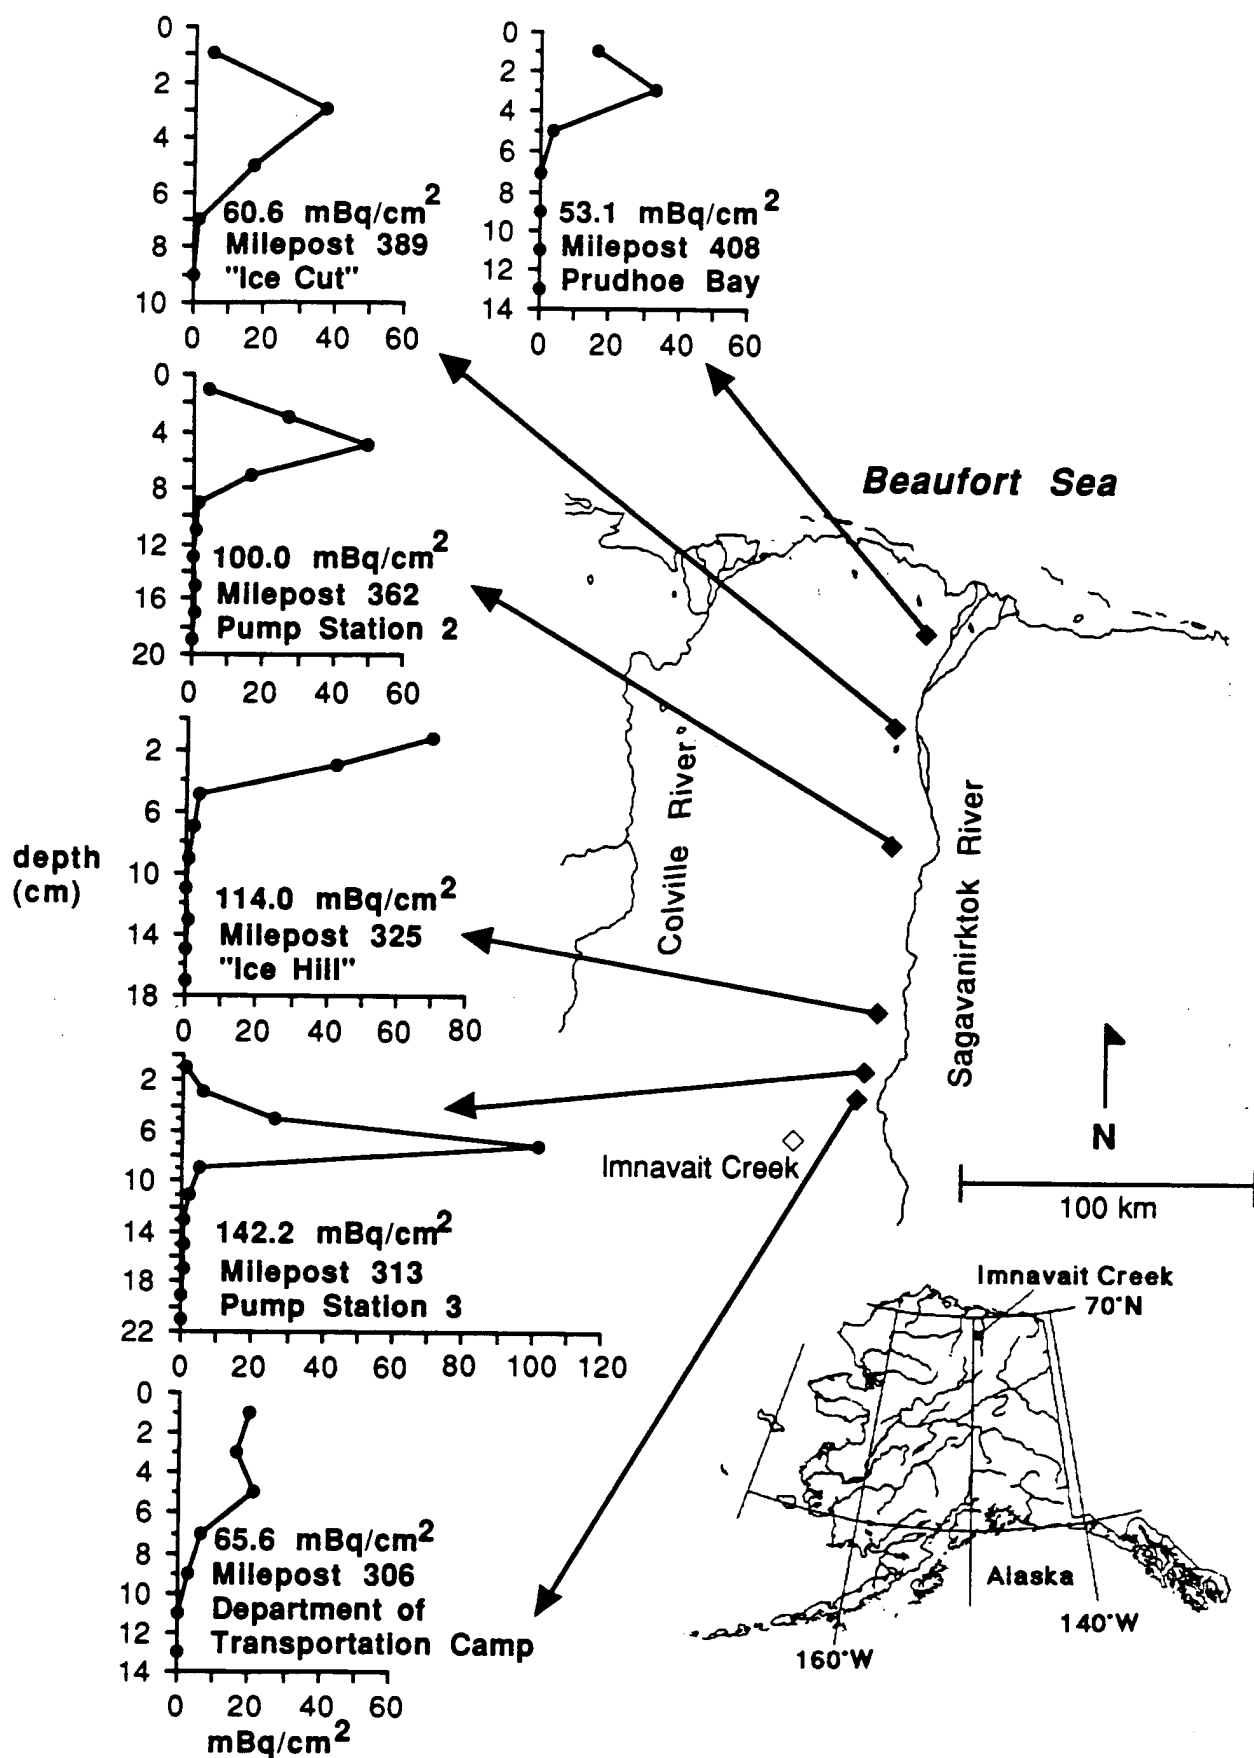 0
2
4
6
8
10
60.6 mBq/cm2
Milepost 389
"Ice Cut"
0 20 40 60
0
2
4
6
8
10
12
14
53.1 mBq/cm2
Milepost 408
Prudhoe Bay
0 20 40 60
0
4
8
12
16
20
100.0 mBq/cm2
Milepost 362
Pump Station 2
0 20 40 60
Beaufort Sea
2
6
10
14
18
depth
(cm)
114.0 mBq/cm2
Milepost 325
"Ice Hill"
0 20 40 60 80
Colville River
Sagavanirktok River
2
6
10
14
18
22
142.2 mBq/cm2
Milepost 313
Pump Station 3
0 20 40 60 80 100 120
Imnavait Creek
N
100 km
0
2
4
6
8
10
12
14
65.6 mBq/cm2
Milepost 306
Department of
Transportation Camp
0 20 40 60
mBq/cm2
Imnavait Creek
70°N
Alaska
140°W
160°W